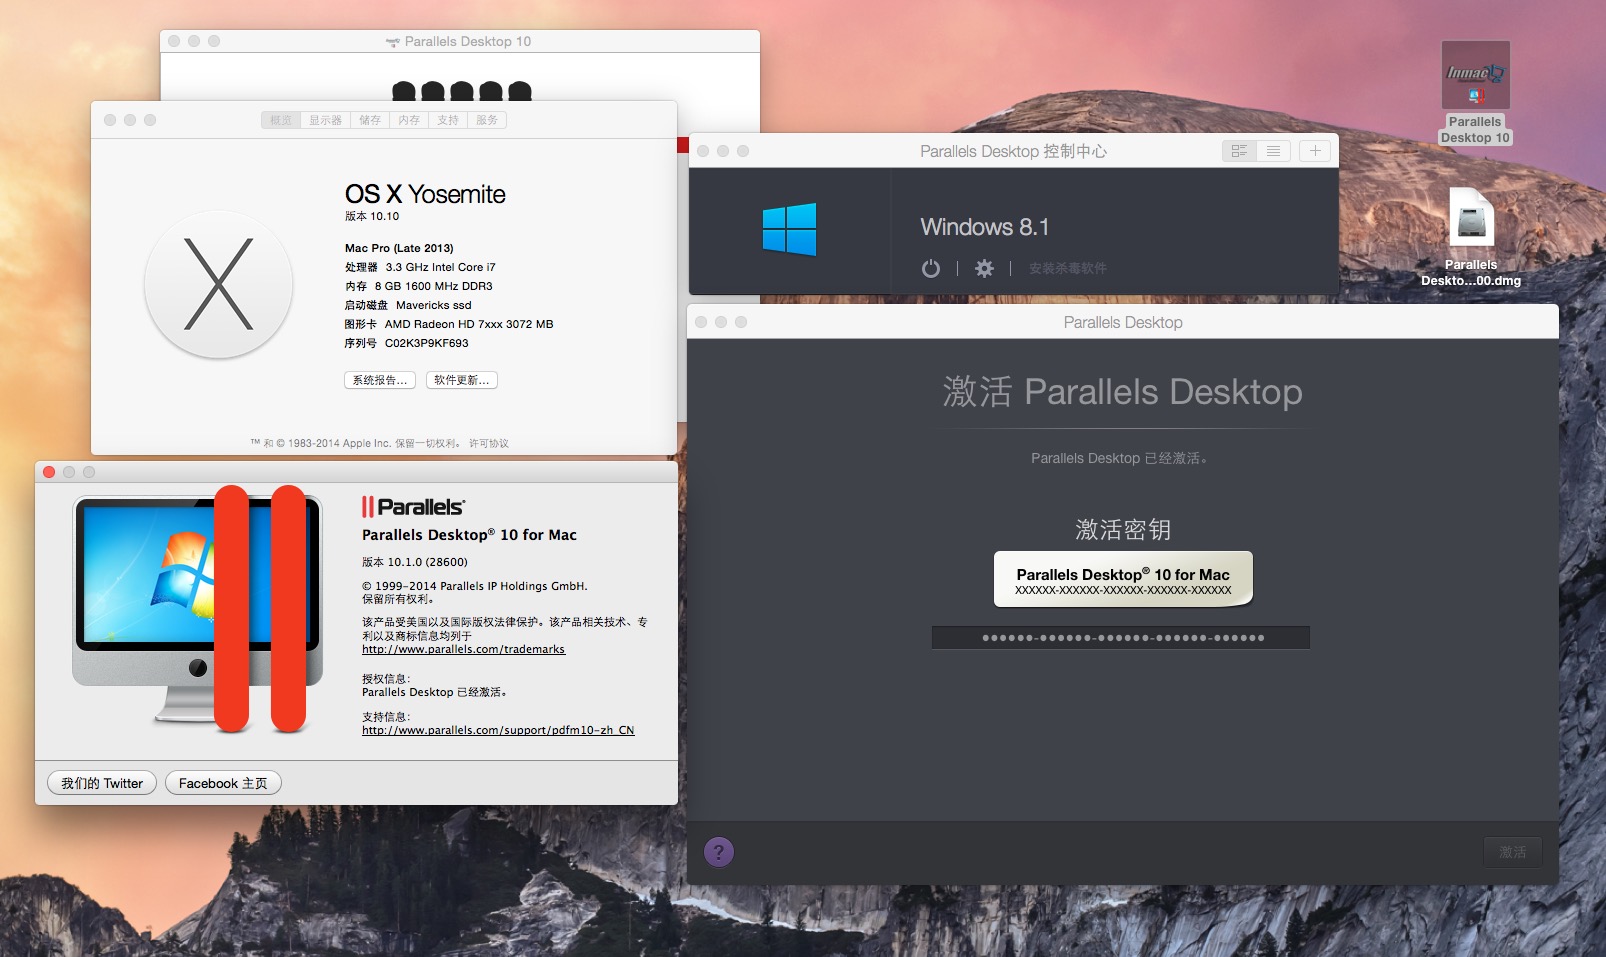 Parallels Desktop 10
概览 显示器 储存 内存 支持 服务
OS X Yosemite
版本 10.10
Mac Pro (Late 2013)
处理器 3.3 GHz Intel Core i7
内存 8 GB 1600 MHz DDR3
启动磁盘 Mavericks ssd
图形卡 AMD Radeon HD 7xxx 3072 MB
序列号 C02K3P9KF693
系统报告...
软件更新...
™ 和 © 1983-2014 Apple Inc. 保留一切权利。 许可协议
Parallels Desktop 控制中心
Windows 8.1
安装杀毒软件
Inmac
Parallels
Desktop 10
Parallels
Deskto...00.dmg
||Parallels®
Parallels Desktop® 10 for Mac
版本 10.1.0 (28600)
© 1999-2014 Parallels IP Holdings GmbH.
保留所有权利。
该产品受美国以及国际版权法律保护。该产品相关技术、专
利以及商标信息均列于
http://www.parallels.com/trademarks
授权信息:
Parallels Desktop 已经激活。
支持信息:
http://www.parallels.com/support/pdfm10-zh_CN
我们的 Twitter
Facebook 主页
Parallels Desktop
激活 Parallels Desktop
Parallels Desktop 已经激活。
激活密钥
Parallels Desktop® 10 for Mac
XXXXXX-XXXXXX-XXXXXX-XXXXXX-XXXXXX
●●●●●●-●●●●●●-●●●●●●-●●●●●●-●●●●●●
?
激活